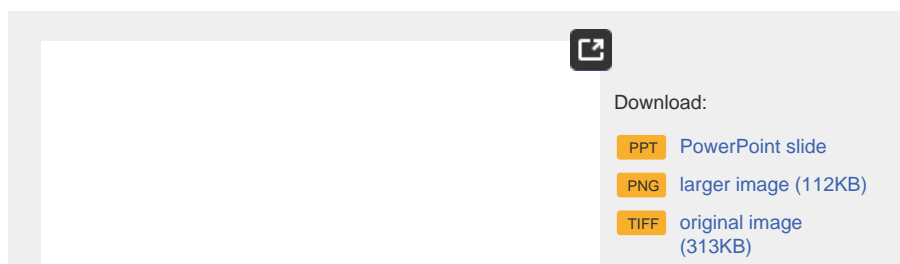 Download:
PPT PowerPoint slide
PNG larger image (112KB)
TIFF original image
(313KB)